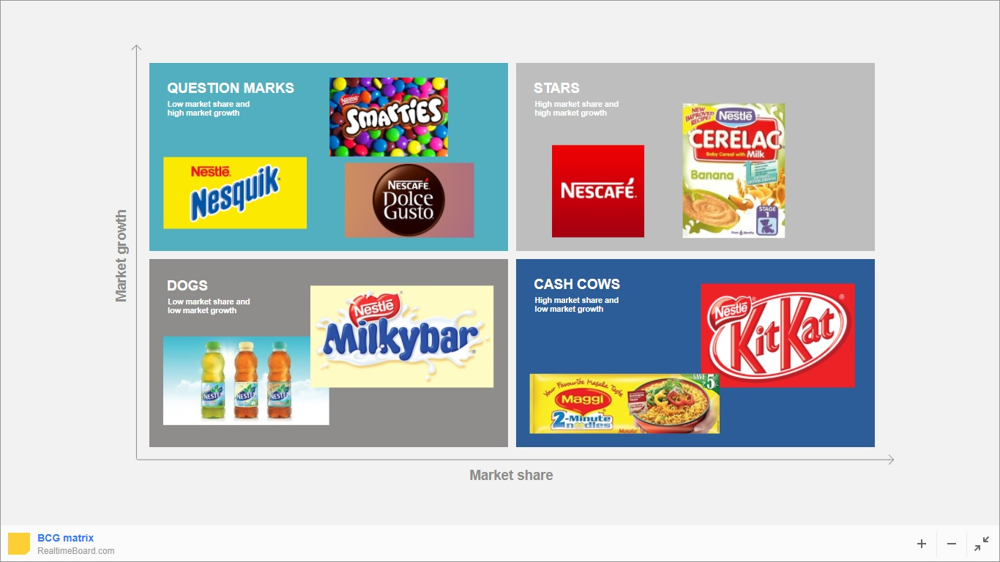 QUESTION MARKS
Low market share and
high market growth
Nestlé
SMARTIES
Nestlé
Nesquik
NESCAFÉ
Dolce
Gusto
STARS
High market share and
high market growth
NESCAFÉ
NEW
IMPROVED
RECIPE!
Nestlé
CERELAC
Baby Cereal with Milk
Banana
STAGE
1
From 6 Months
Market growth
DOGS
Low market share and
low market growth
Nestlé
Milkybar
CASH COWS
High market share and
low market growth
Nestlé
KitKat
Your Favourite Masala Taste
SAVE
5
Maggi
2-Minute
noodles
Masala
Market share
BCG matrix
RealtimeBoard.com